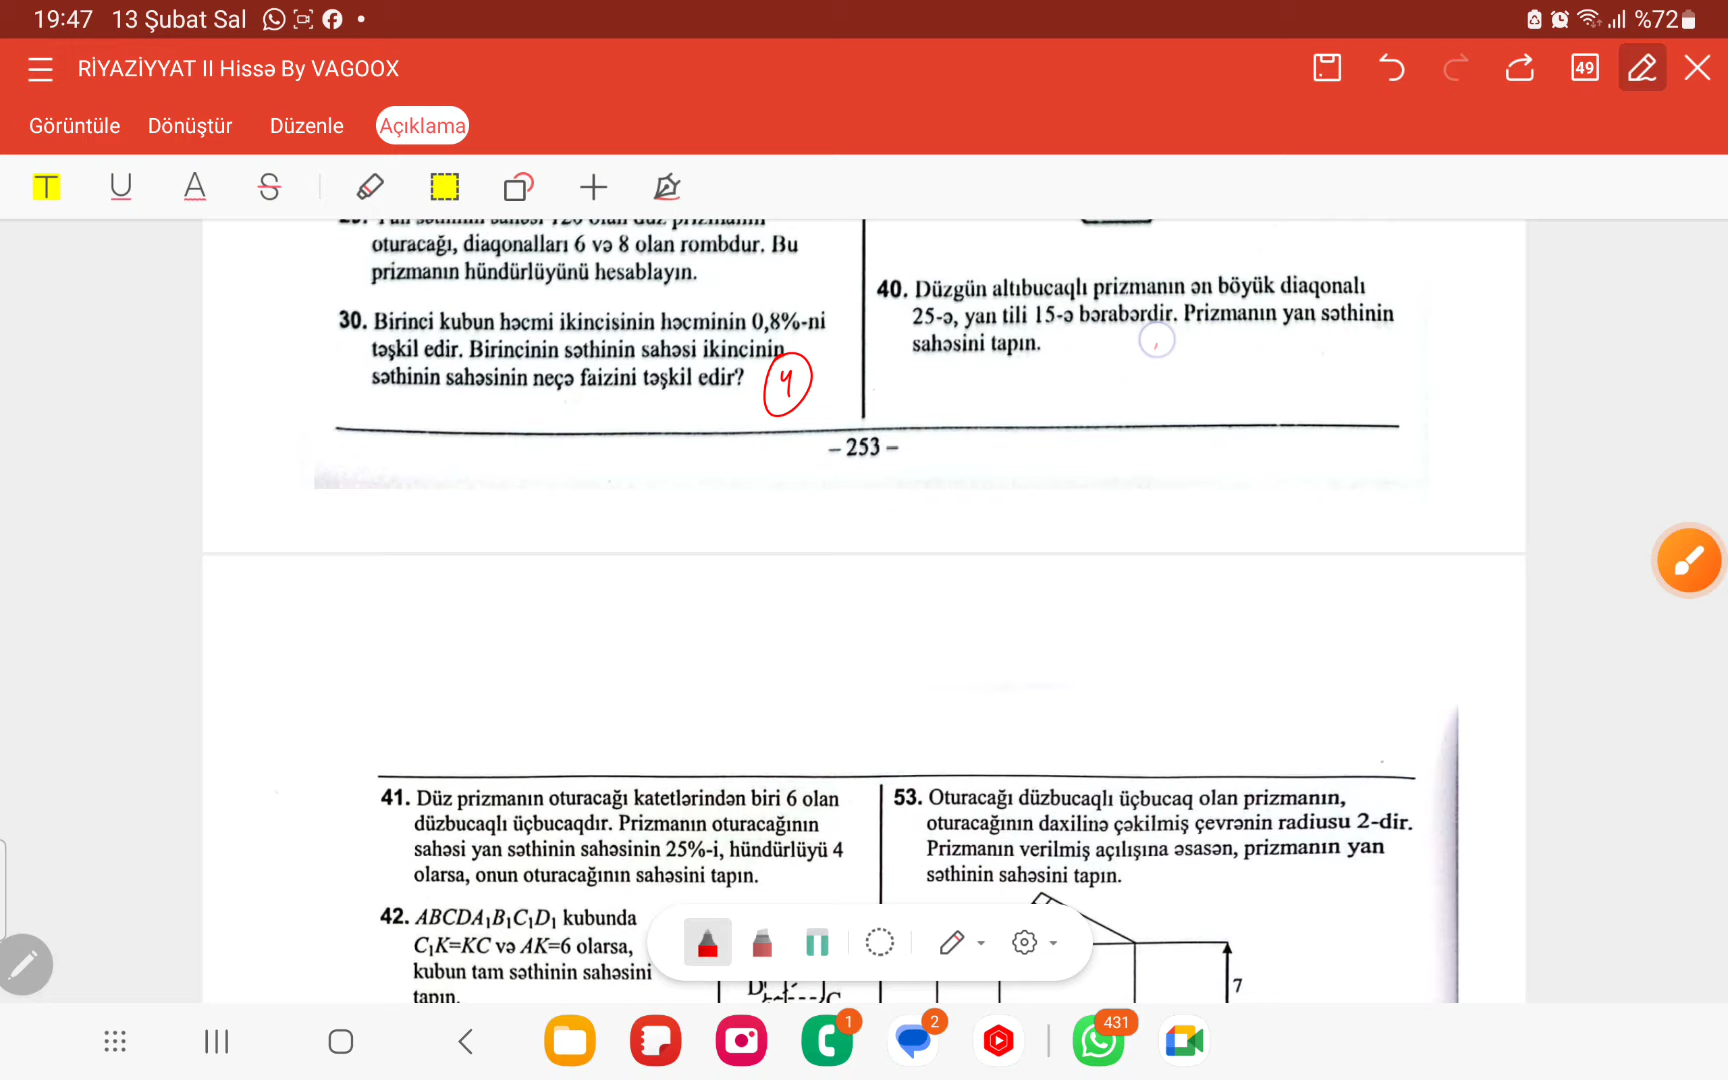 19:47 13 Şubat Sal
%72
RİYAZİYYAT II Hissə By VAGOOX
49
Görüntüle Dönüştür Düzenle Açıklama
T U A S
oturacağı, diaqonalları 6 və 8 olan rombdur. Bu
prizmanın hündürlüyünü hesablayın.
30. Birinci kubun həcmi ikincisinin həcminin 0,8%-ni
təşkil edir. Birincinin səthinin sahəsi ikincinin
səthinin sahəsinin neçə faizini təşkil edir?
4
40. Düzgün altıbucaqlı prizmanın ən böyük diaqonalı
25-ə, yan tili 15-ə bərabərdir. Prizmanın yan səthinin
sahəsini tapın.
– 253 –
41. Düz prizmanın oturacağı katetlərindən biri 6 olan
düzbucaqlı üçbucaqdır. Prizmanın oturacağının
sahəsi yan səthinin sahəsinin 25%-i, hündürlüyü 4
olarsa, onun oturacağının sahəsini tapın.
42. ABCDA₁B₁C₁D₁ kubunda
C₁K=KC və AK=6 olarsa,
kubun tam səthinin sahəsini
tapın.
D₁
C
53. Oturacağı düzbucaqlı üçbucaq olan prizmanın,
oturacağının daxilinə çəkilmiş çevrənin radiusu 2-dir.
Prizmanın verilmiş açılışına əsasən, prizmanın yan
səthinin sahəsini tapın.
7
1
2
431